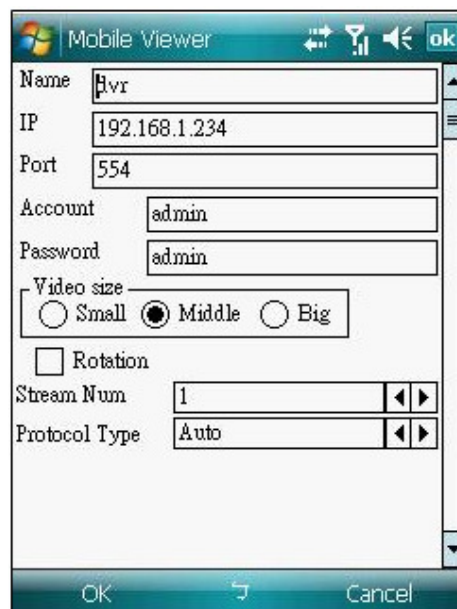 Mobile Viewer ok
Name dvr
IP 192.168.1.234
Port 554
Account admin
Password admin
Video size
Small Middle Big
Rotation
Stream Num 1
Protocol Type Auto
OK Cancel